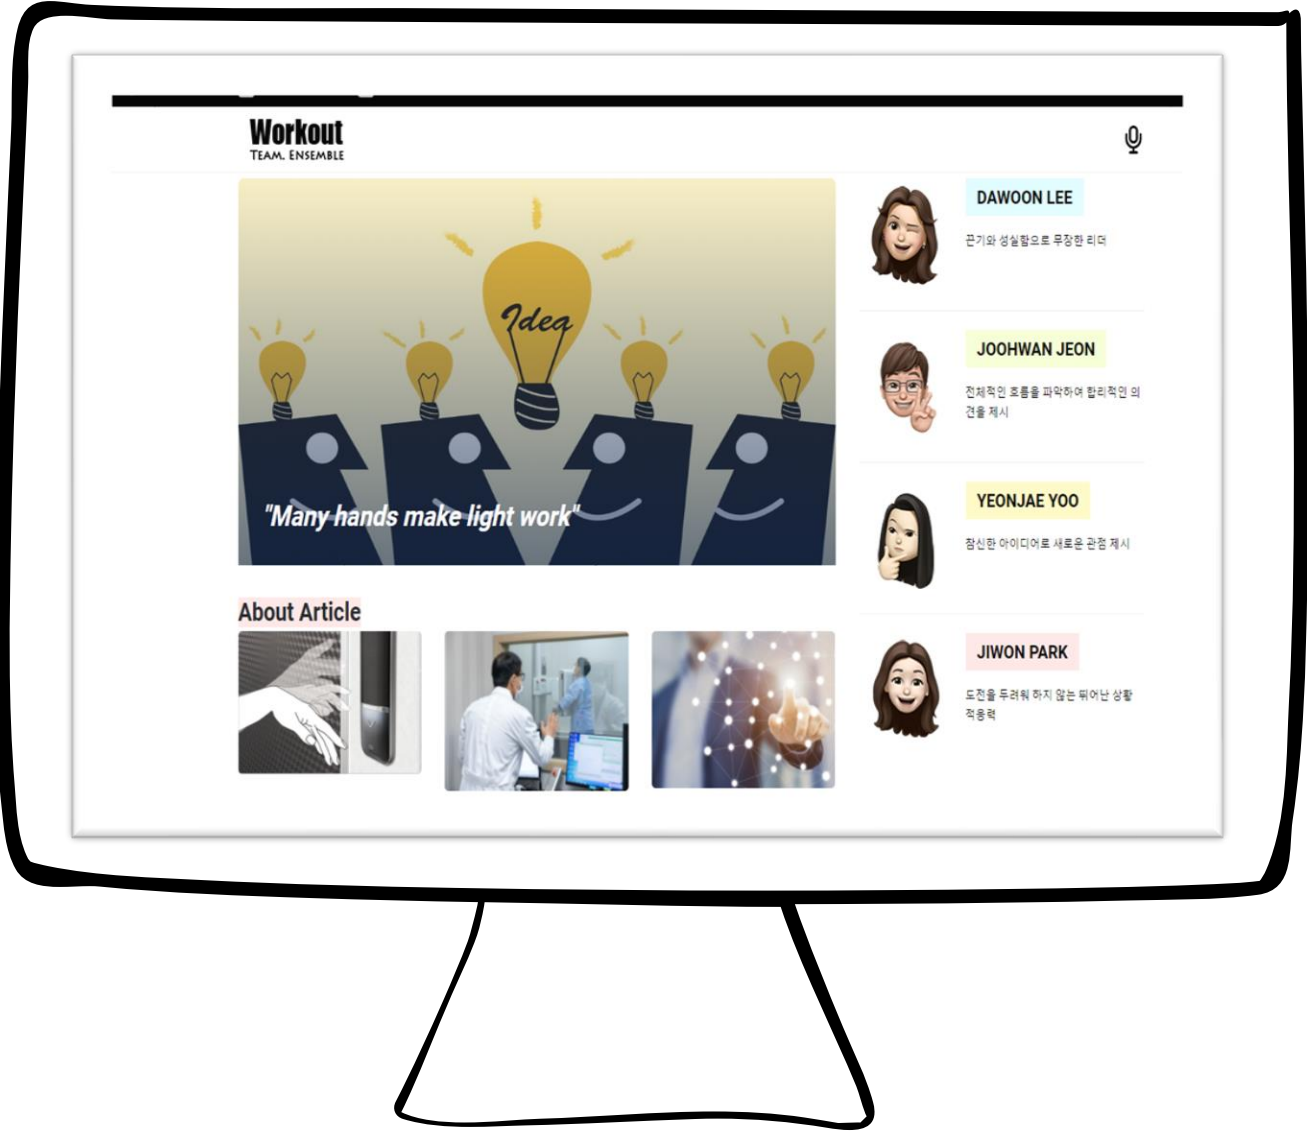 Workout
TEAM. ENSEMBLE
Idea
"Many hands make light work"
About Article
DAWOON LEE
끈기와 성실함으로 무장한 리더
JOOHWAN JEON
전체적인 흐름을 파악하여 합리적인 의
견을 제시
YEONJAE YOO
참신한 아이디어로 새로운 관점 제시
JIWON PARK
도전을 두려워 하지 않는 뛰어난 상황
적응력